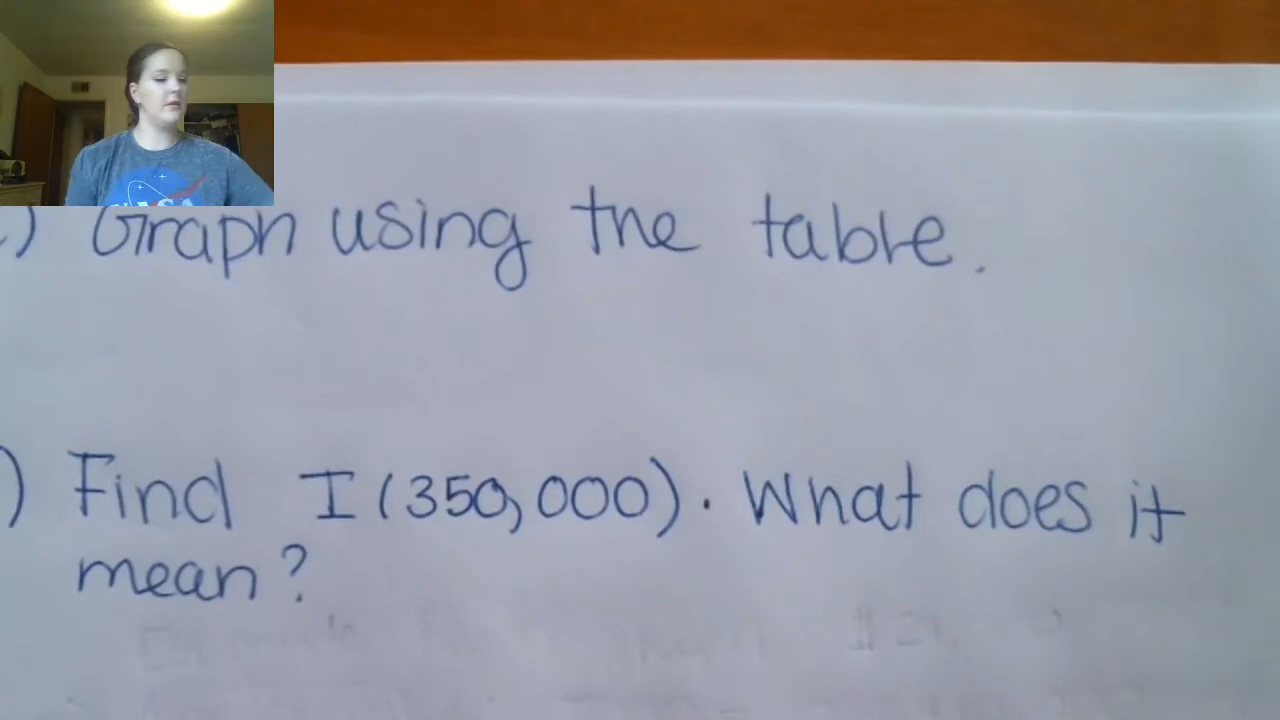 ) Graph using the table.
) Find I(350,000). What does it
mean?